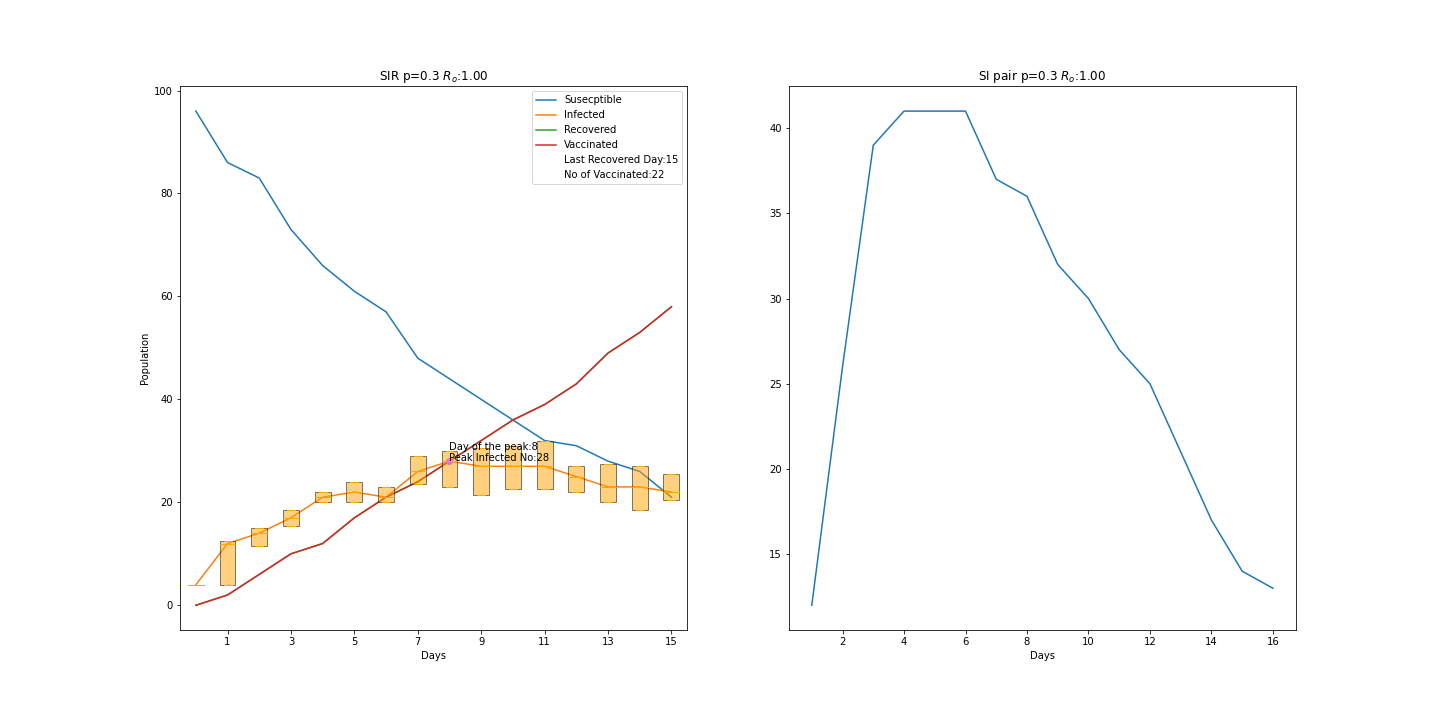 SIR p=0.3 Rₒ:1.00
100
80
60
40
20
0
Population
Susecptible
Infected
Recovered
Vaccinated
Last Recovered Day:15
No of Vaccinated:22
Day of the peak:8
Peak Infected No:28
1 3 5 7 9 11 13 15
Days
SI pair p=0.3 Rₒ:1.00
40
35
30
25
20
15
2 4 6 8 10 12 14 16
Days